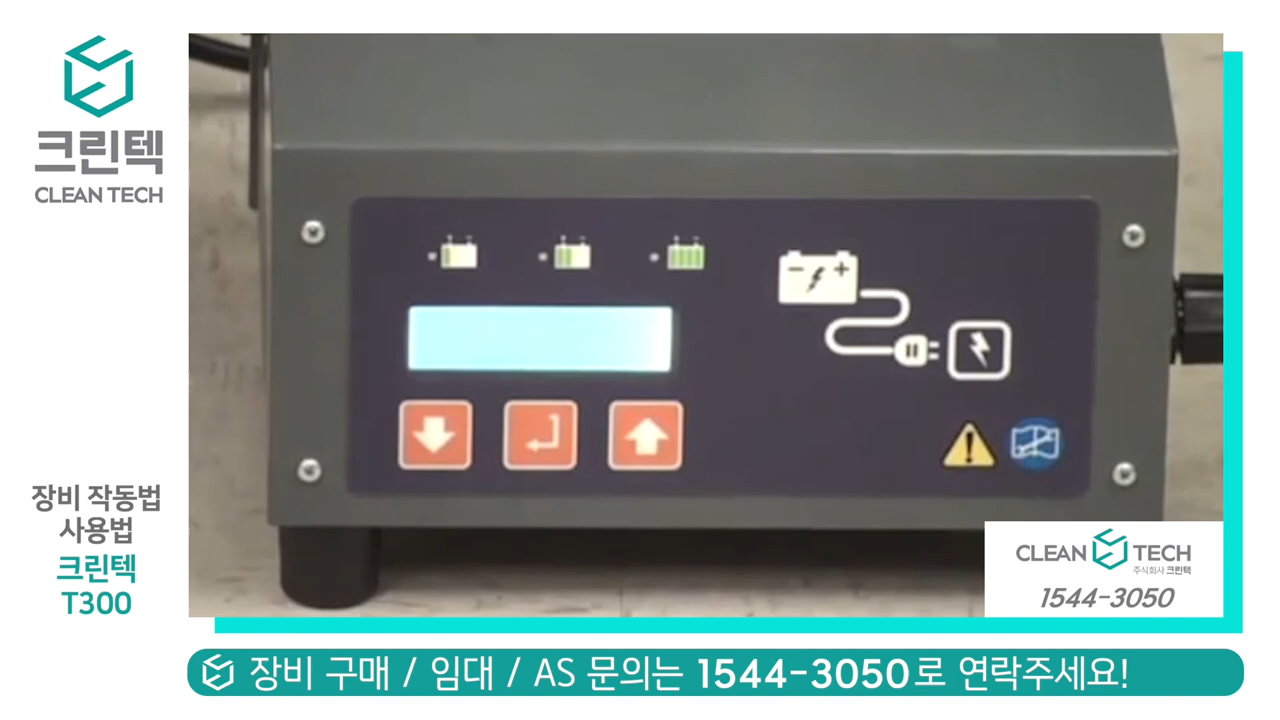 크린텍
CLEAN TECH
장비 작동법
사용법
크린텍
T300
CLEAN TECH
주식회사 크린텍
1544-3050
장비 구매 / 임대 / AS 문의는 1544-3050로 연락주세요!